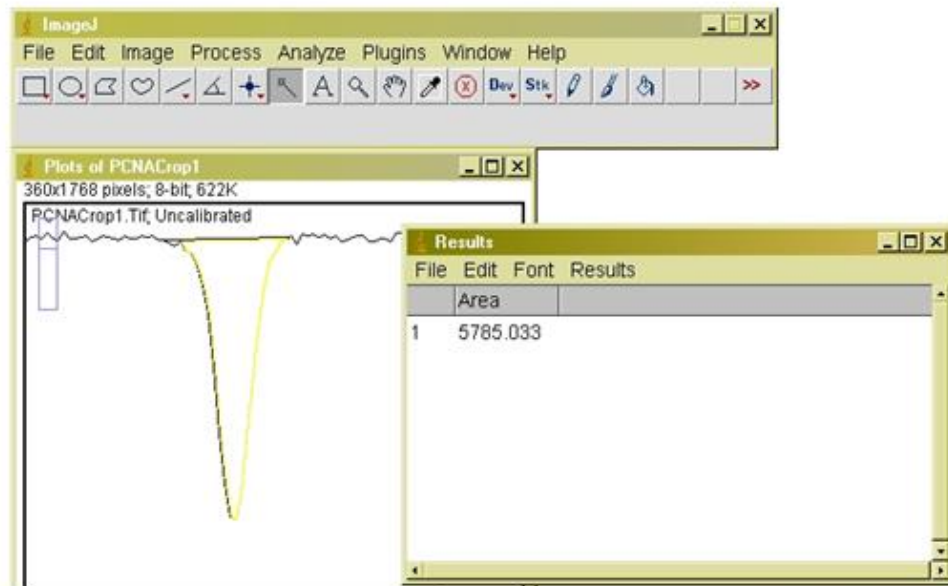 ImageJ
File Edit Image Process Analyze Plugins Window Help
A Dev Stk >>
Plots of PCNACrop1
360x1768 pixels; 8-bit; 622K
PCNACrop1.Tif; Uncalibrated
Results
File Edit Font Results
Area
1 5785.033